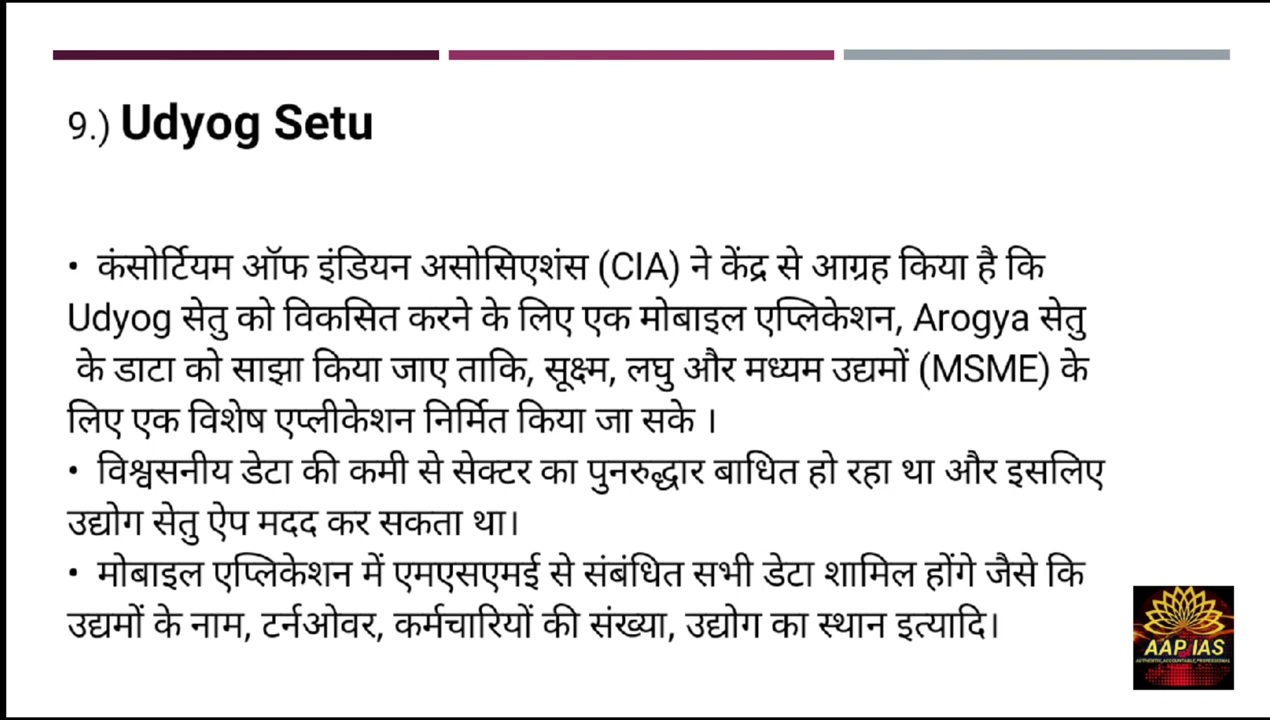 9.) Udyog Setu
• कंसोर्टियम ऑफ इंडियन असोसिएशंस (CIA) ने केंद्र से आग्रह किया है कि
Udyog सेतु को विकसित करने के लिए एक मोबाइल एप्लिकेशन, Arogya सेतु
के डाटा को साझा किया जाए ताकि, सूक्ष्म, लघु और मध्यम उद्यमों (MSME) के
लिए एक विशेष एप्लीकेशन निर्मित किया जा सके ।
• विश्वसनीय डेटा की कमी से सेक्टर का पुनरुद्धार बाधित हो रहा था और इसलिए
उद्योग सेतु ऐप मदद कर सकता था।
• मोबाइल एप्लिकेशन में एमएसएमई से संबंधित सभी डेटा शामिल होंगे जैसे कि
उद्यमों के नाम, टर्नओवर, कर्मचारियों की संख्या, उद्योग का स्थान इत्यादि।
AAP IAS
AUTHENTIC, ACCOUNTABLE, PROFESSIONAL